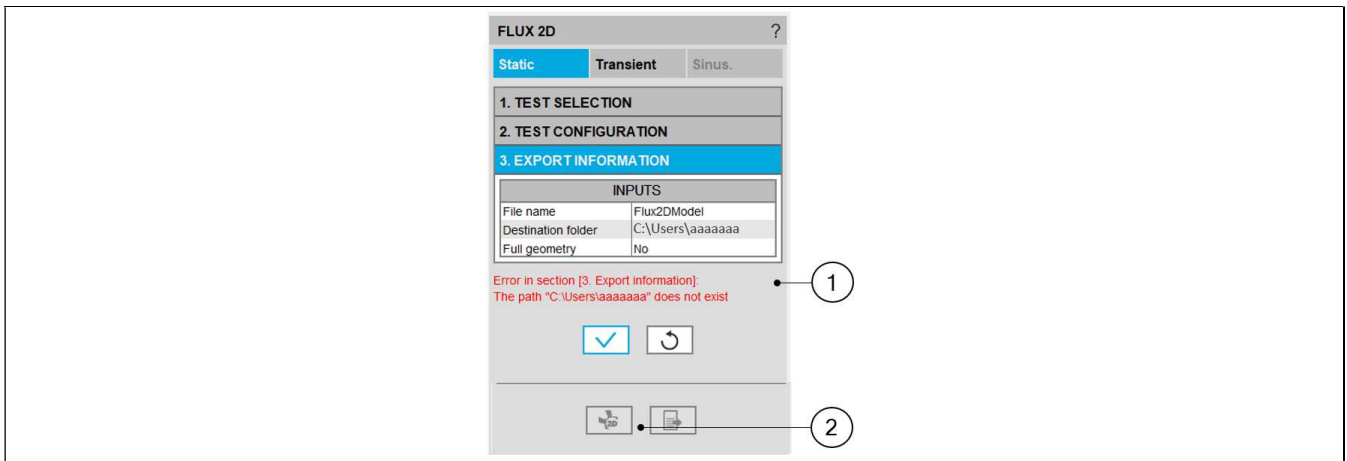 FLUX 2D ?
Static Transient Sinus.
1. TEST SELECTION
2. TEST CONFIGURATION
3. EXPORT INFORMATION
INPUTS
File name Flux2DModel
Destination folder C:\Users\aaaaaaa
Full geometry No
Error in section [3. Export information]:
The path "C:\Users\aaaaaaa" does not exist
1
2D
2